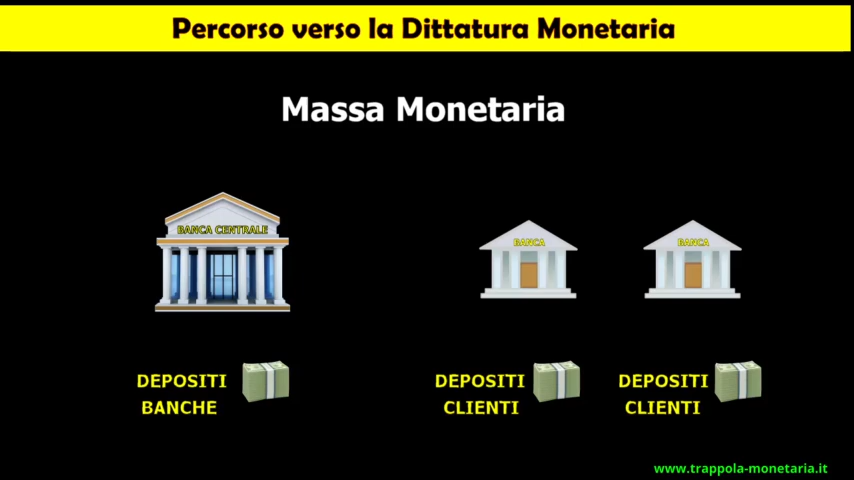 Percorso verso la Dittatura Monetaria
Massa Monetaria
BANCA CENTRALE
BANCA
BANCA
DEPOSITI
BANCHE
DEPOSITI
CLIENTI
DEPOSITI
CLIENTI
www.trappola-monetaria.it